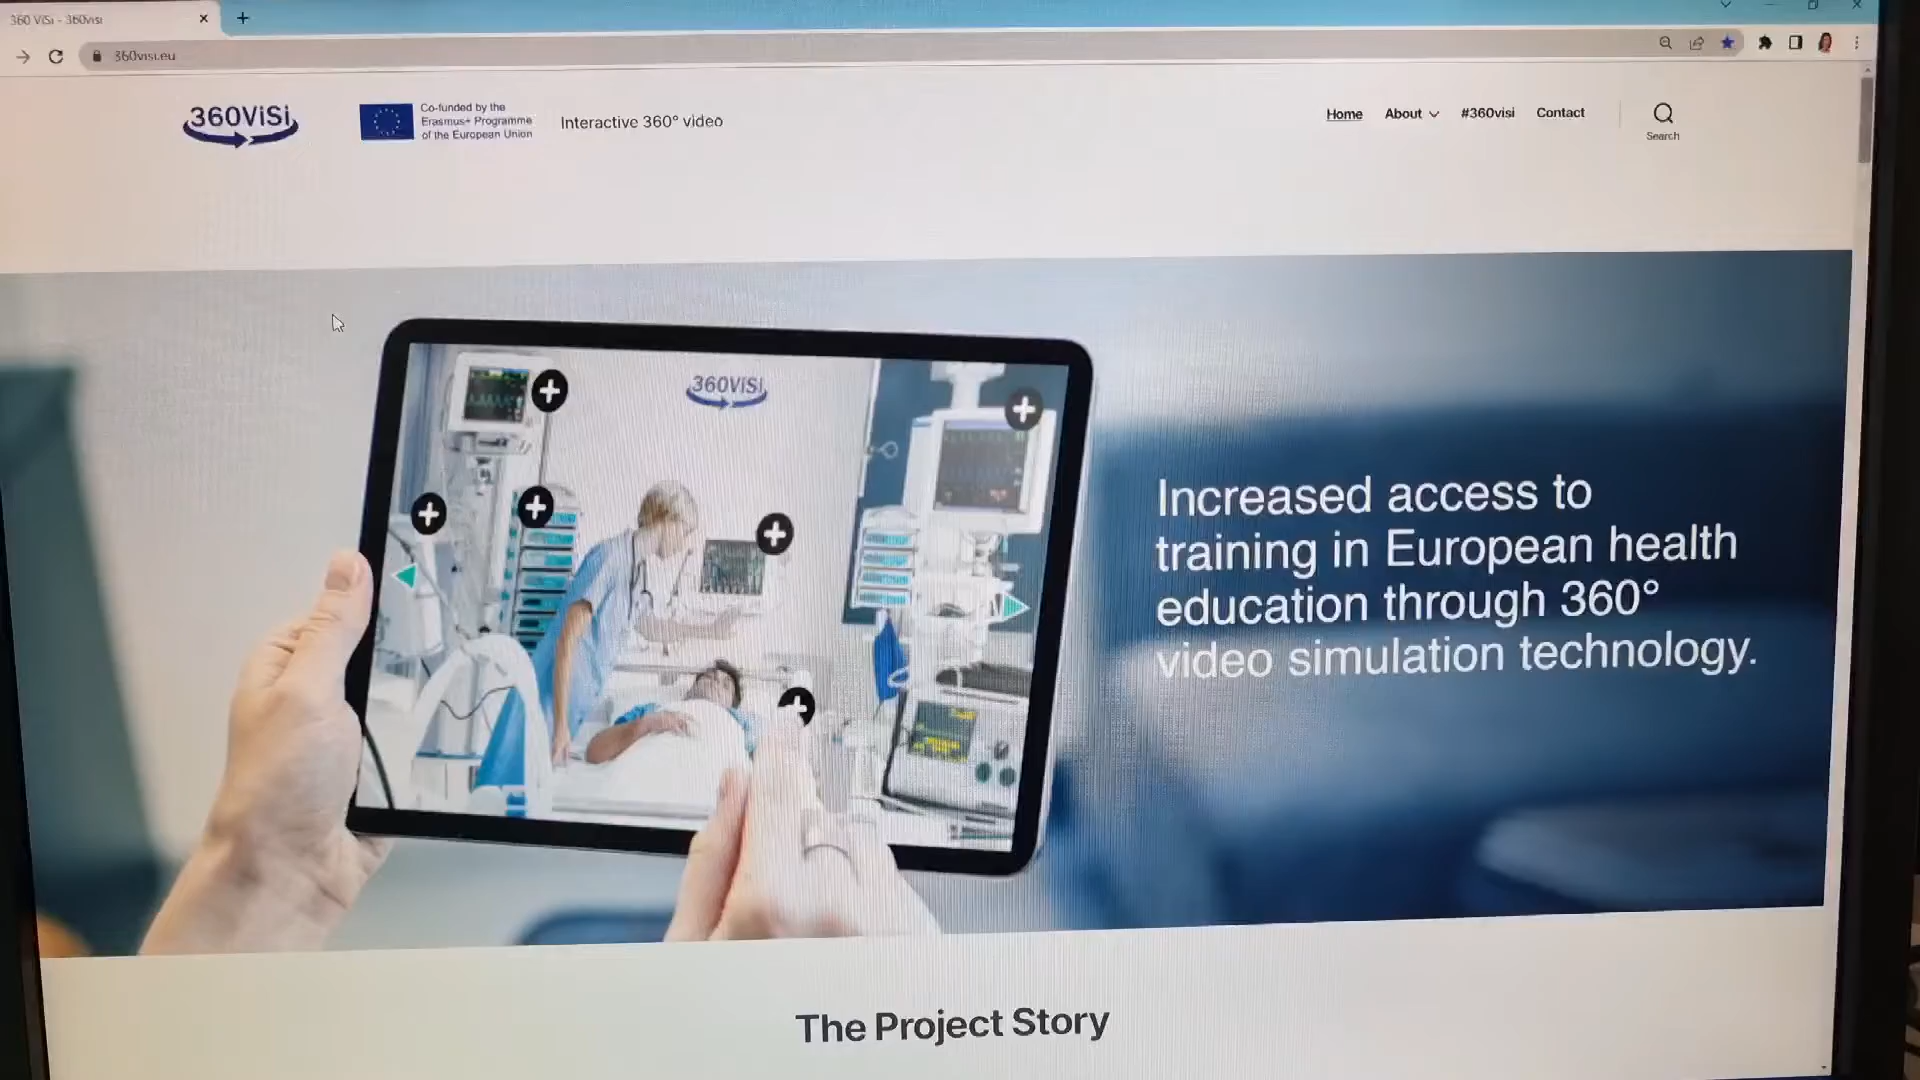 360 ViSi - 360visi
360visi.eu
360ViSi
Co-funded by the
Erasmus+ Programme
of the European Union
Interactive 360° video
Home
About
#360visi
Contact
Search
360ViSi
Increased access to
training in European health
education through 360°
video simulation technology.
The Project Story